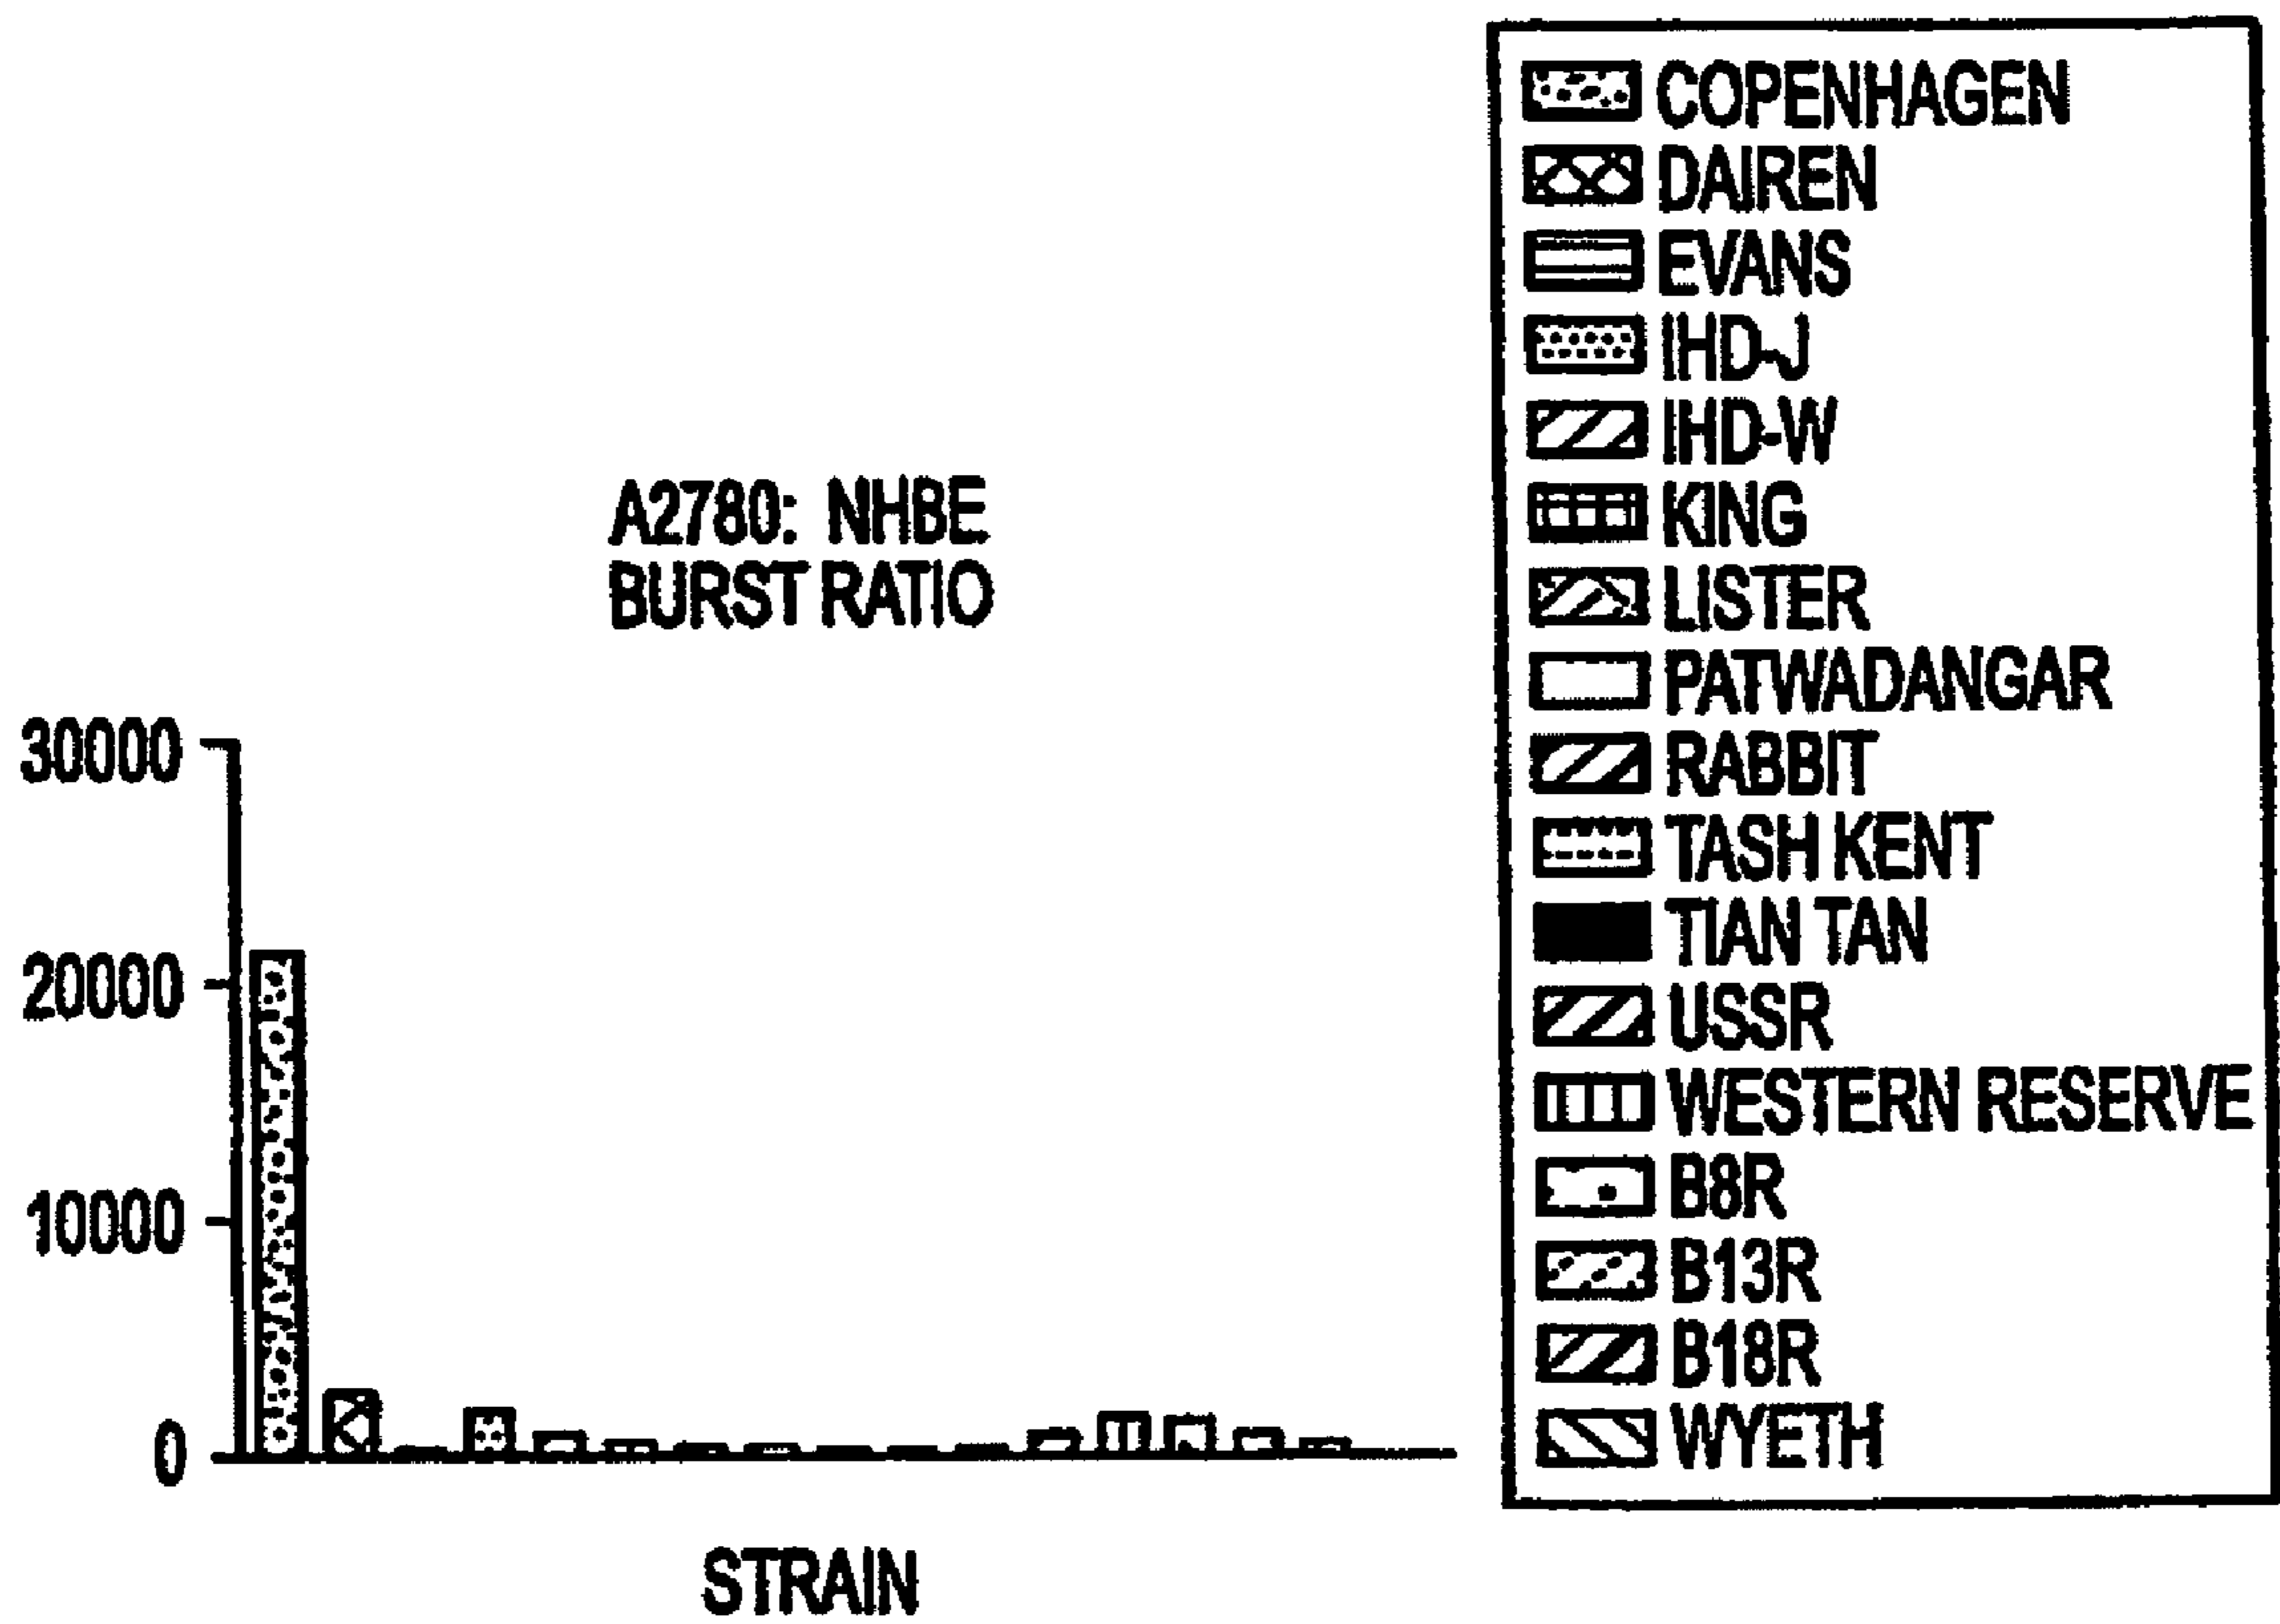 A2780: NHBE
BURST RATIO
30000
20000
10000
0
STRAIN
COPENHAGEN
DAIREN
EVANS
IHD-J
IHD-W
KING
LISTER
PATWADANGAR
RABBIT
TASH KENT
TIAN TAN
USSR
WESTERN RESERVE
B8R
B13R
B18R
WYETH